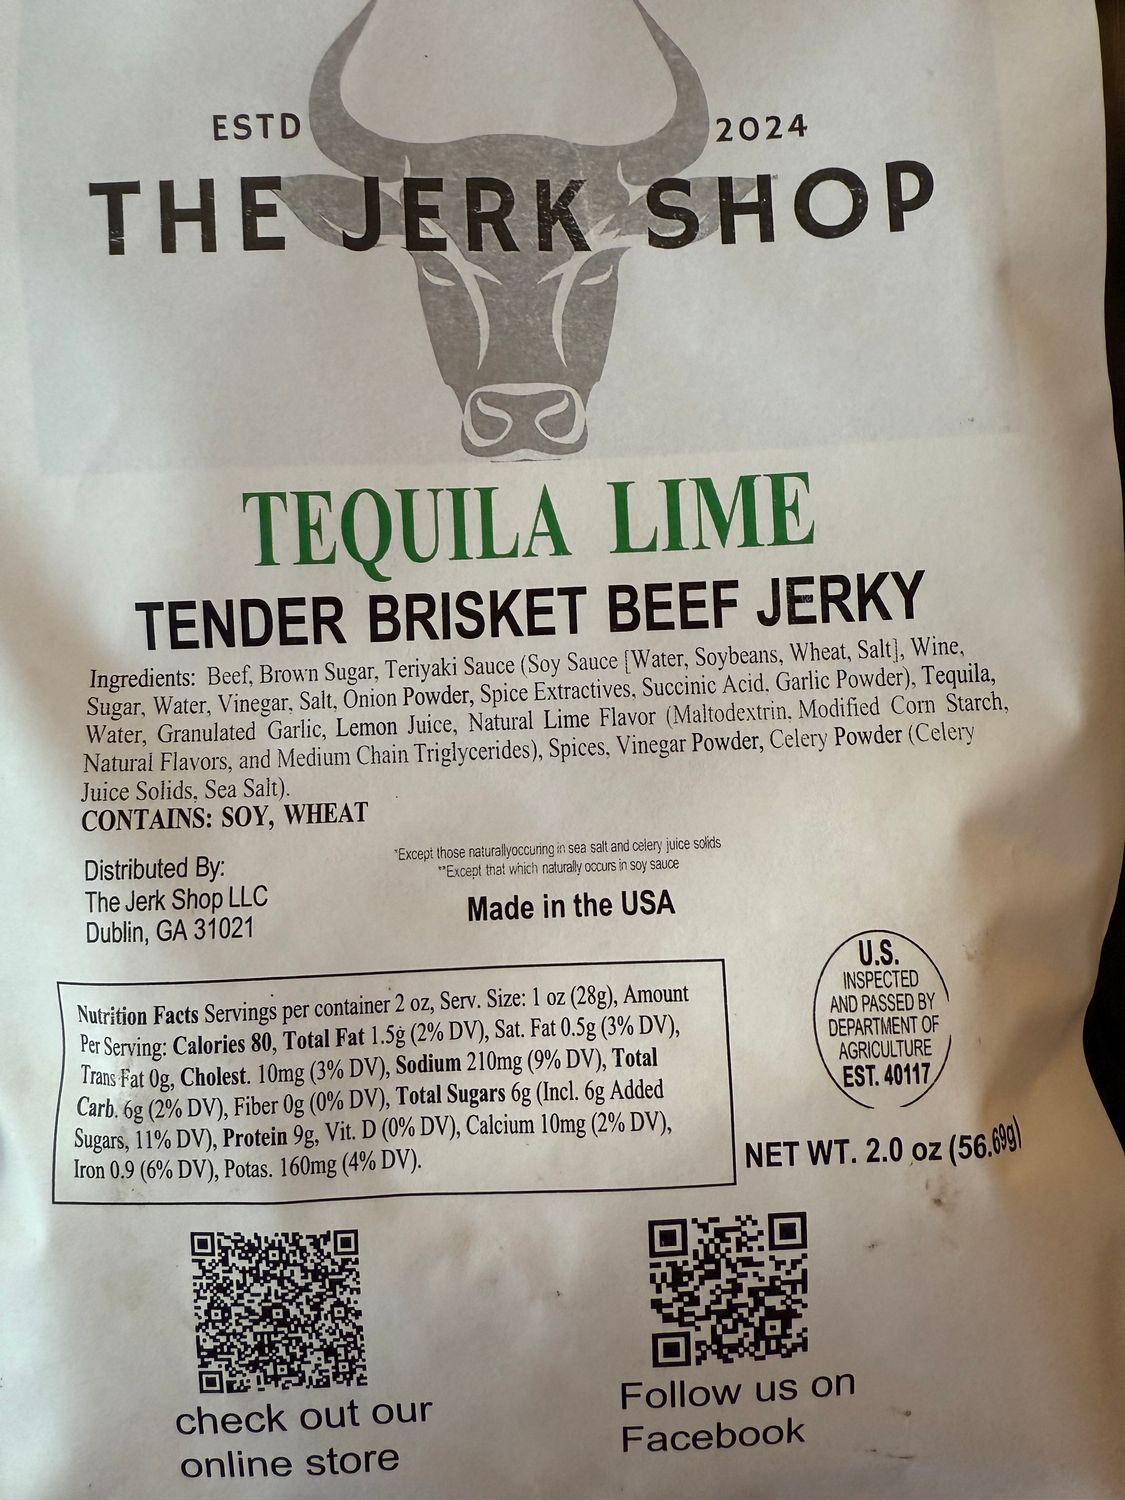 ESTD 2024
THE JERK SHOP
TEQUILA LIME
TENDER BRISKET BEEF JERKY
Ingredients: Beef, Brown Sugar, Teriyaki Sauce (Soy Sauce [Water, Soybeans, Wheat, Salt], Wine,
Sugar, Water, Vinegar, Salt, Onion Powder, Spice Extractives, Succinic Acid, Garlic Powder), Tequila,
Water, Granulated Garlic, Lemon Juice, Natural Lime Flavor (Maltodextrin, Modified Corn Starch,
Natural Flavors, and Medium Chain Triglycerides), Spices, Vinegar Powder, Celery Powder (Celery
Juice Solids, Sea Salt).
CONTAINS: SOY, WHEAT
*Except those naturallyoccuring in sea salt and celery juice solids
**Except that which naturally occurs in soy sauce
Made in the USA
Distributed By:
The Jerk Shop LLC
Dublin, GA 31021
Nutrition Facts Servings per container 2 oz, Serv. Size: 1 oz (28g), Amount
Per Serving: Calories 80, Total Fat 1.5g (2% DV), Sat. Fat 0.5g (3% DV),
Trans Fat 0g, Cholest. 10mg (3% DV), Sodium 210mg (9% DV), Total
Carb. 6g (2% DV), Fiber 0g (0% DV), Total Sugars 6g (Incl. 6g Added
Sugars, 11% DV), Protein 9g, Vit. D (0% DV), Calcium 10mg (2% DV),
Iron 0.9 (6% DV), Potas. 160mg (4% DV).
U.S.
INSPECTED
AND PASSED BY
DEPARTMENT OF
AGRICULTURE
EST. 40117
NET WT. 2.0 oz (56.69g)
check out our
online store
Follow us on
Facebook